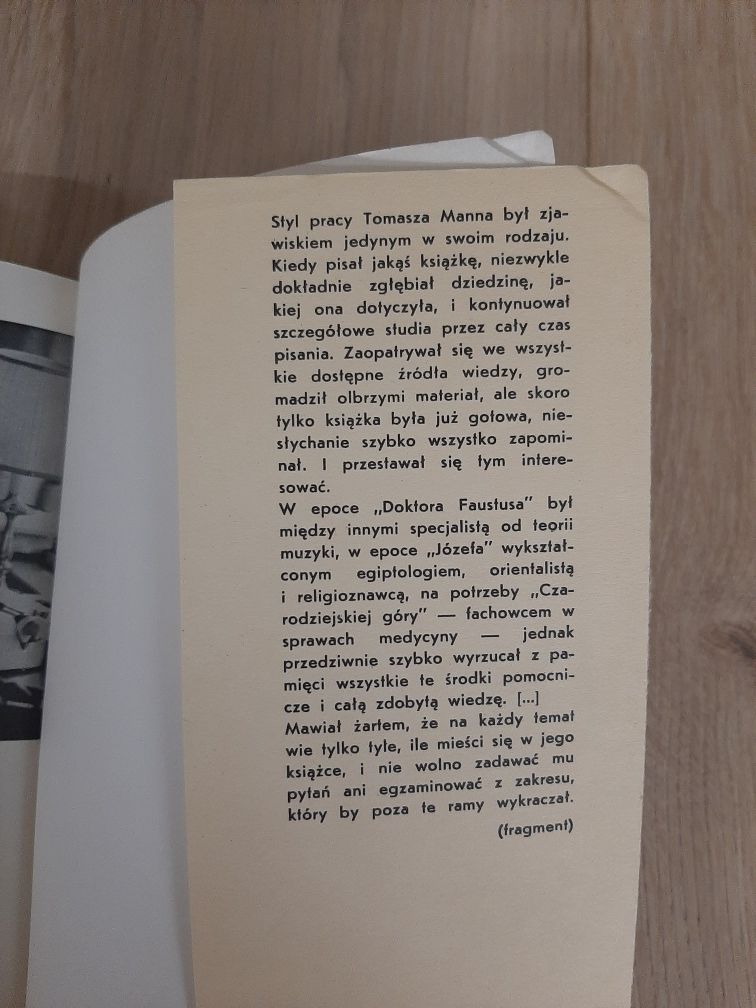 Styl pracy Tomasza Manna był zja-
wiskiem jedynym w swoim rodzaju.
Kiedy pisał jakąś książkę, niezwykle
dokładnie zgłębiał dziedzinę, ja-
kiej ona dotyczyła, i kontynuował
szczegółowe studia przez cały czas
pisania. Zaopatrywał się we wszyst-
kie dostępne źródła wiedzy, gro-
madził olbrzymi materiał, ale skoro
tylko książka była już gotowa, nie-
słychanie szybko wszystko zapomi-
nał. I przestawał się tym intere-
sować.
W epoce „Doktora Faustusa" był
między innymi specjalistą od teorii
muzyki, w epoce „Józefa" wykształ-
conym egiptologiem, orientalistą
i religioznawcą, na potrzeby „Cza-
rodziejskiej góry" — fachowcem w
sprawach medycyny — jednak
przedziwnie szybko wyrzucał z pa-
mięci wszystkie te środki pomocni-
cze i całą zdobytą wiedzę. [...]
Mawiał żartem, że na każdy temat
wie tylko tyle, ile mieści się w jego
książce, i nie wolno zadawać mu
pytań ani egzaminować z zakresu,
który by poza te ramy wykraczał.
(fragment)